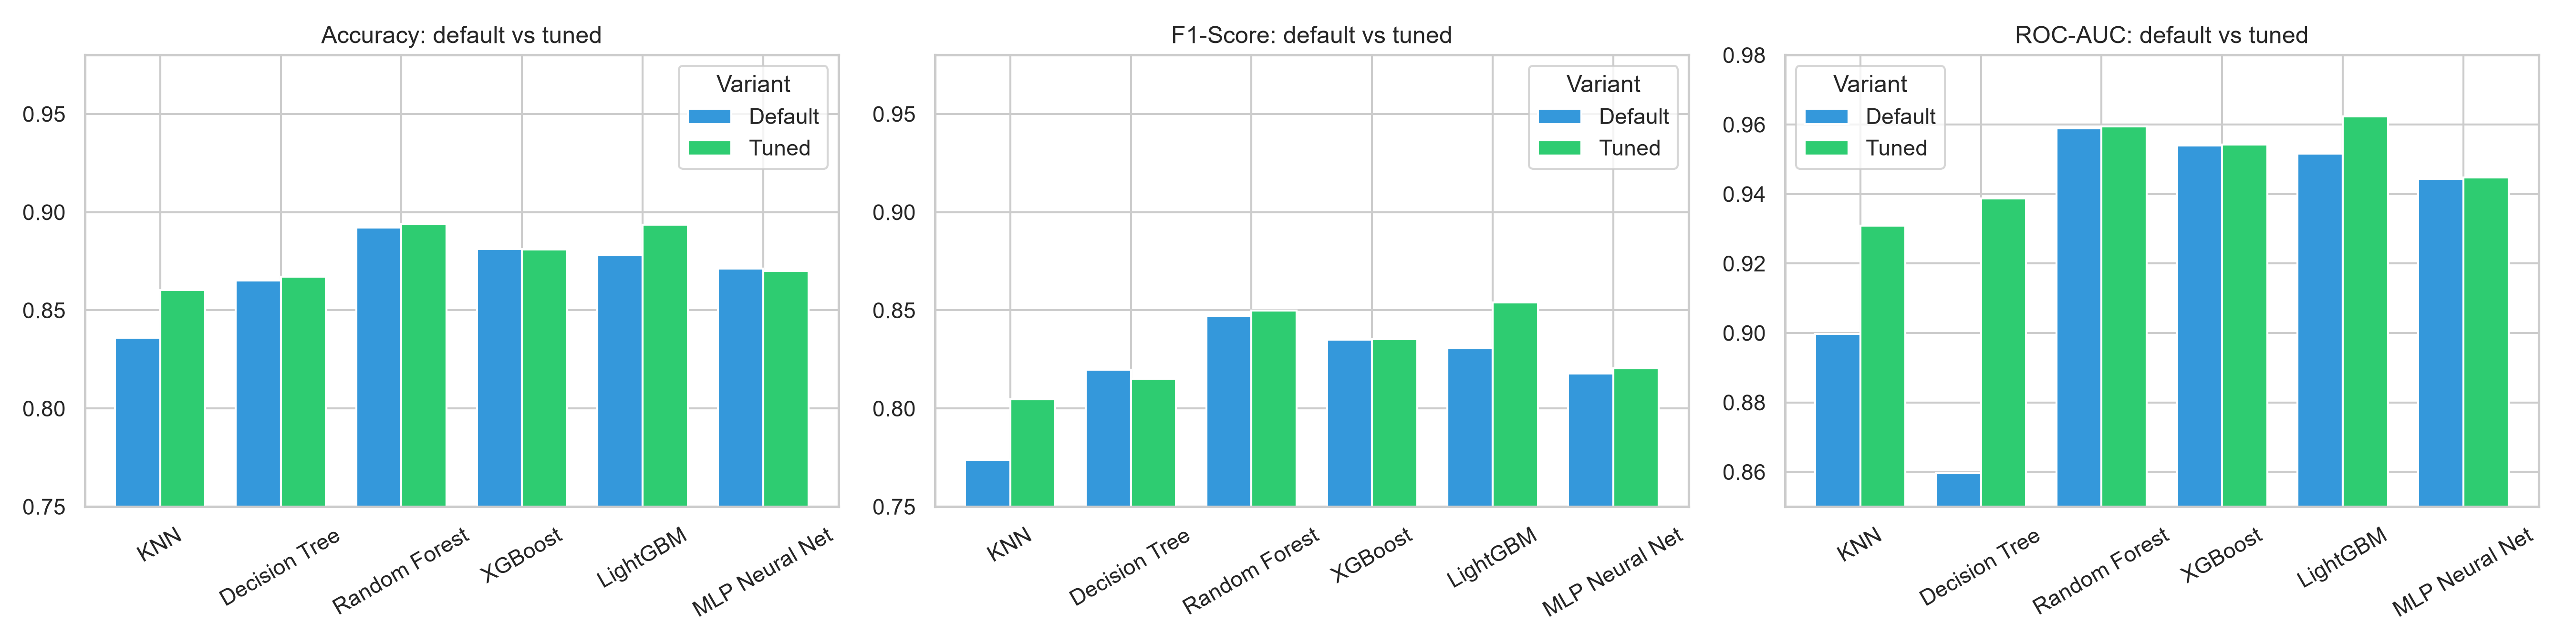 Accuracy: default vs tuned
Variant
Default
Tuned
0.95
0.90
0.85
0.80
0.75
KNN
Decision Tree
Random Forest
XGBoost
LightGBM
MLP Neural Net
F1-Score: default vs tuned
Variant
Default
Tuned
0.95
0.90
0.85
0.80
0.75
KNN
Decision Tree
Random Forest
XGBoost
LightGBM
MLP Neural Net
ROC-AUC: default vs tuned
Variant
Default
Tuned
0.98
0.96
0.94
0.92
0.90
0.88
0.86
KNN
Decision Tree
Random Forest
XGBoost
LightGBM
MLP Neural Net